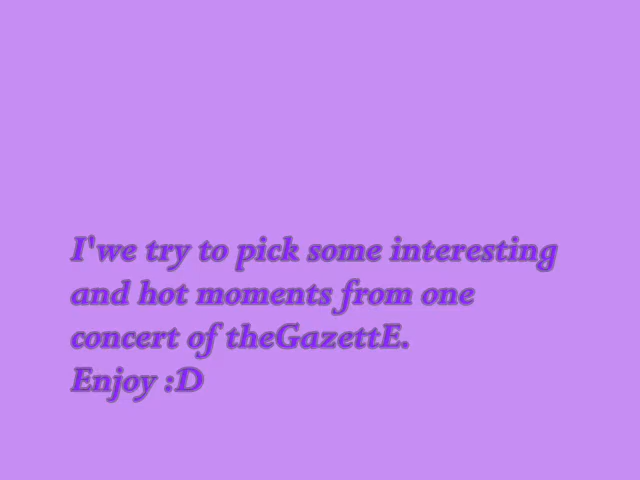 I'we try to pick some interesting
and hot moments from one
concert of theGazettE.
Enjoy :D